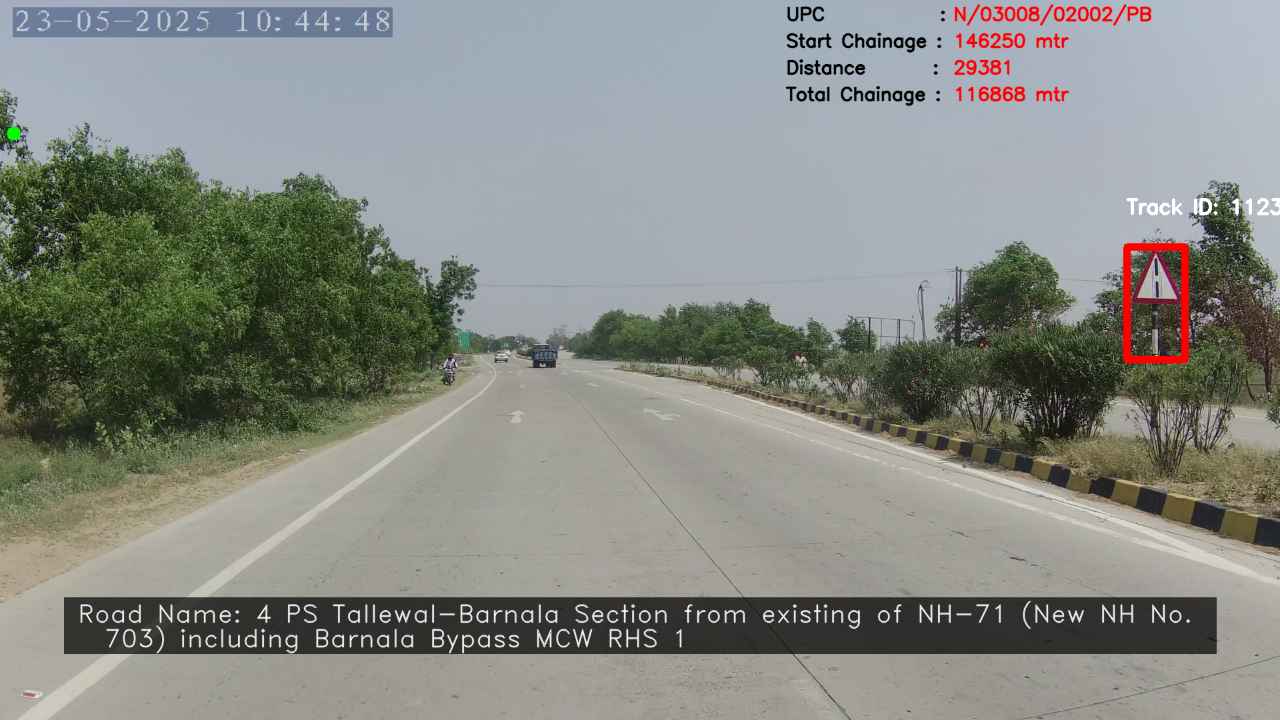 23-05-2025 10:44:48
UPC : N/03008/02002/PB
Start Chainage : 146250 mtr
Distance : 29381
Total Chainage : 116868 mtr
Track ID: 1123
Road Name: 4 PS Tallewal-Barnala Section from existing of NH-71 (New NH No.
703) including Barnala Bypass MCW RHS 1